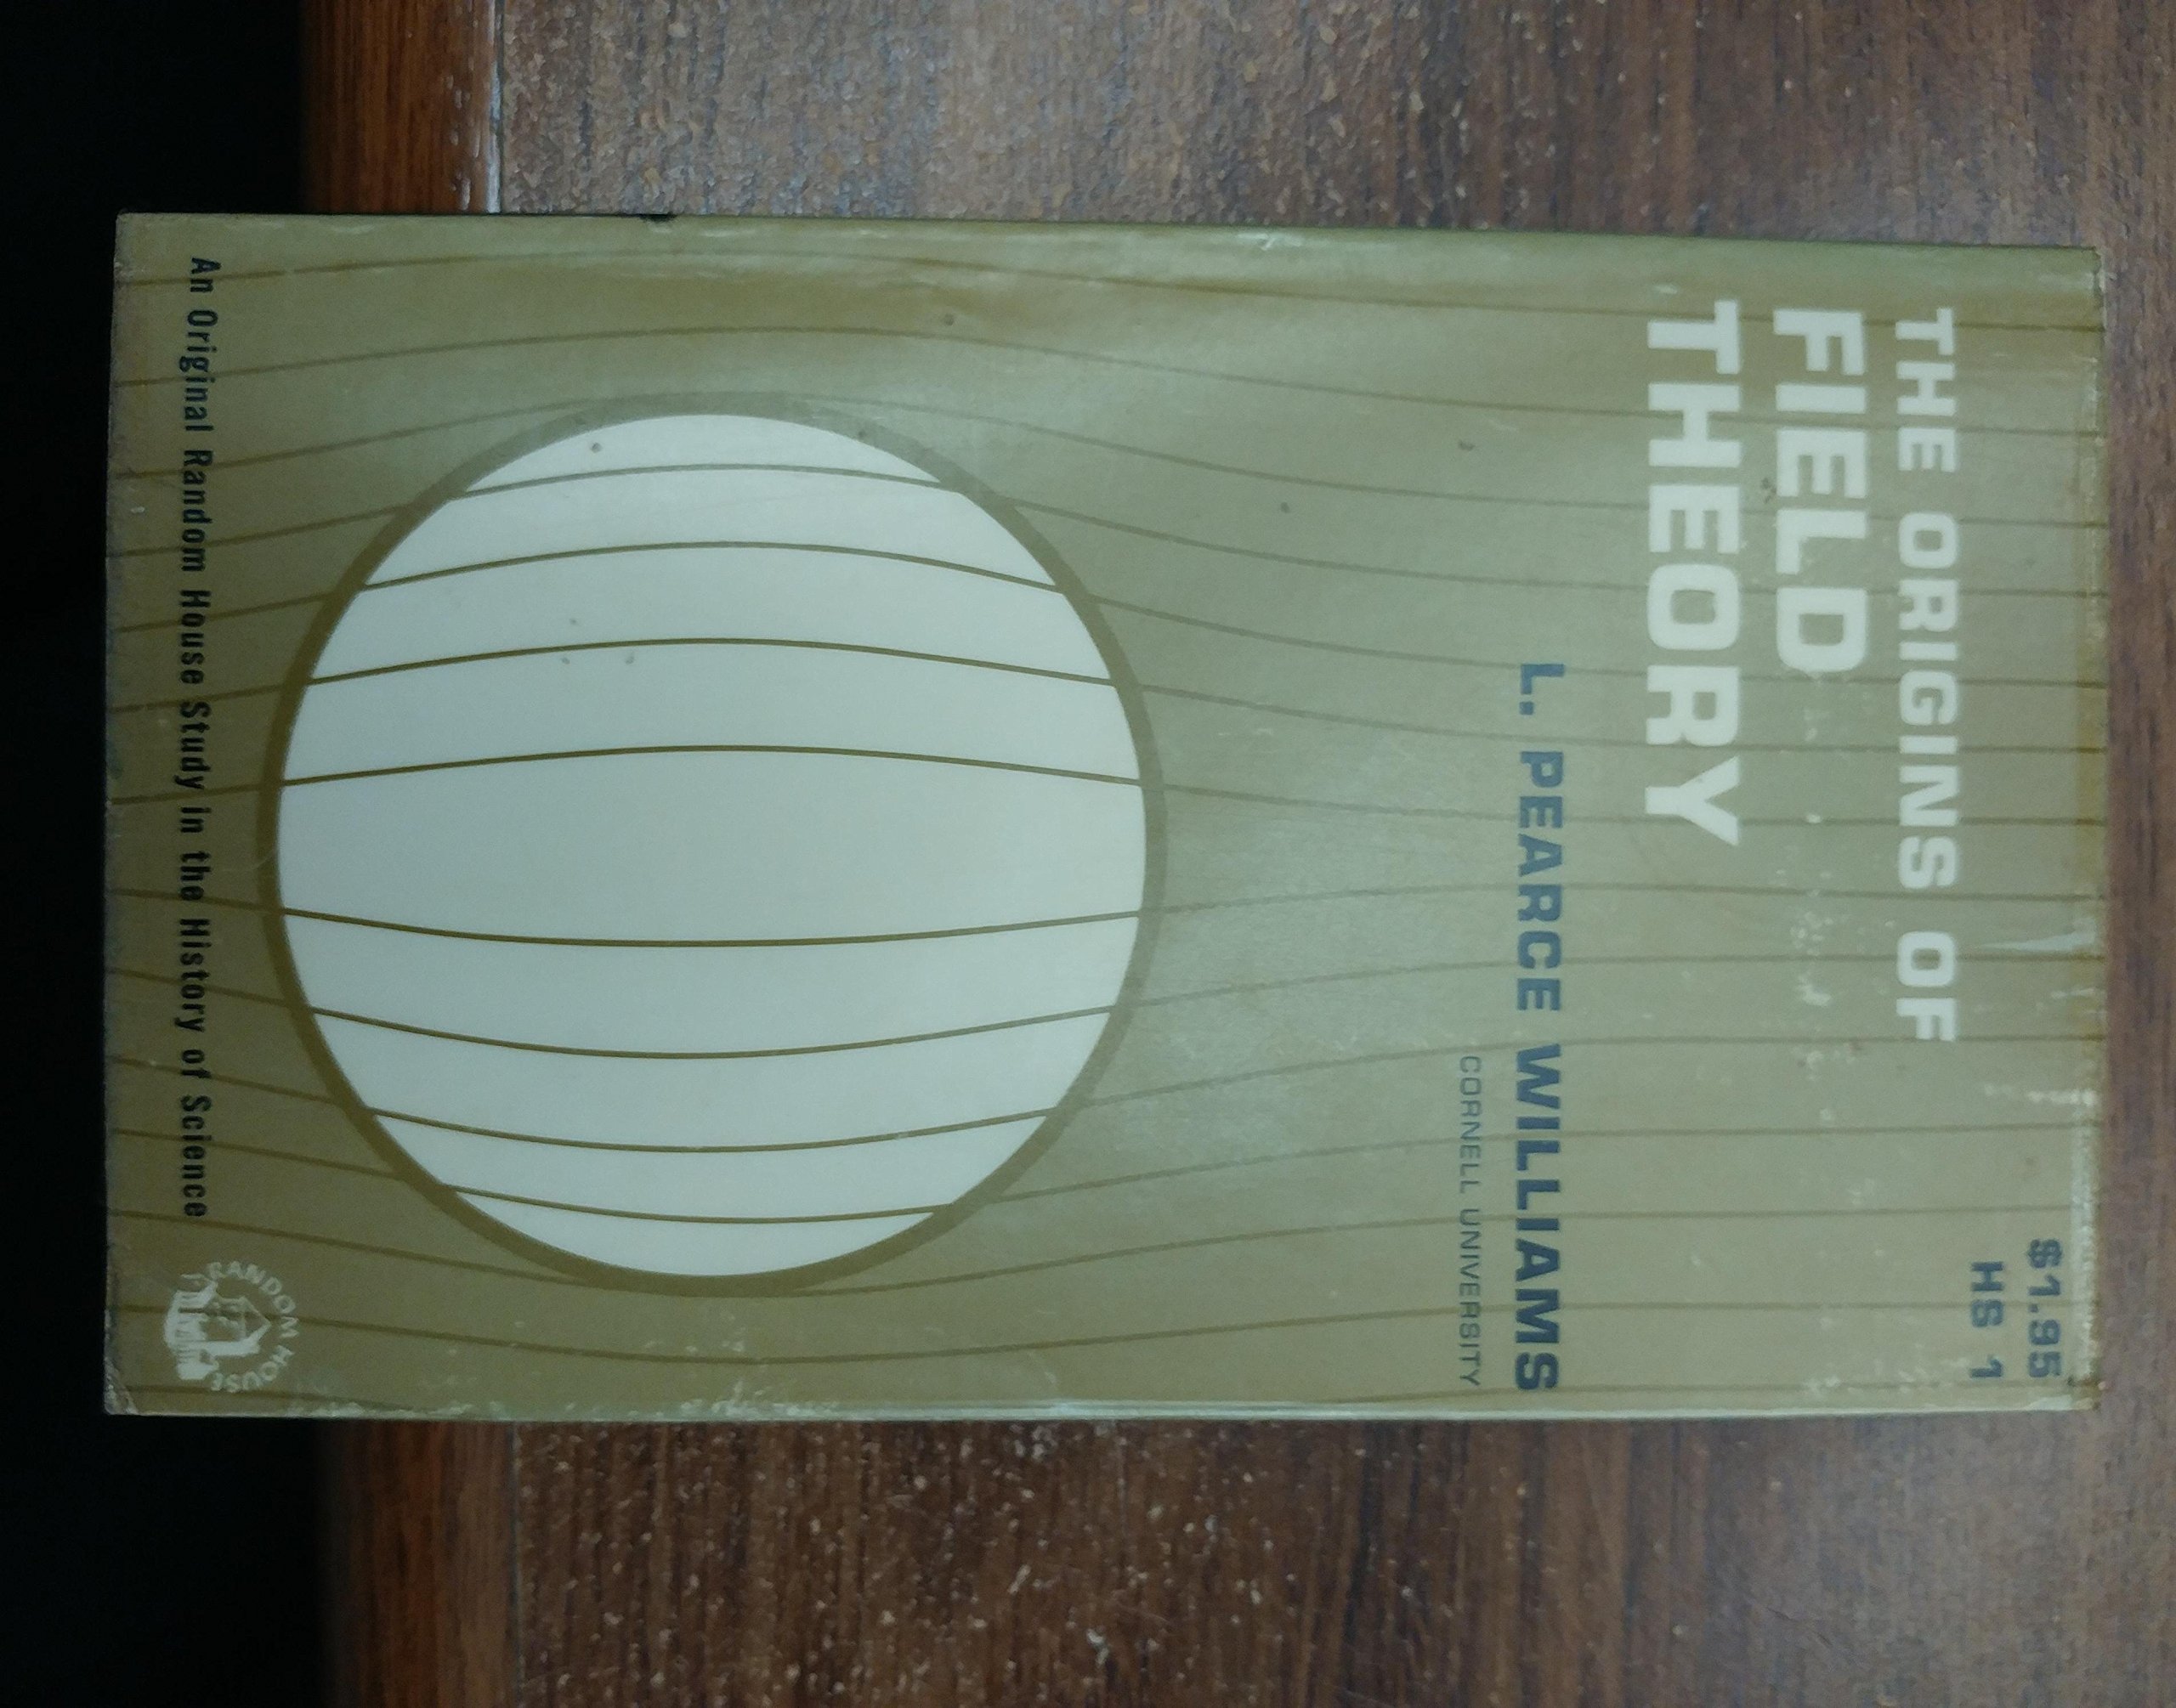 $1.95
HS 1
THE ORIGINS OF
FIELD
THEORY
L. PEARCE WILLIAMS
CORNELL UNIVERSITY
An Original Random House Study in the History of Science
RANDOM HOUSE